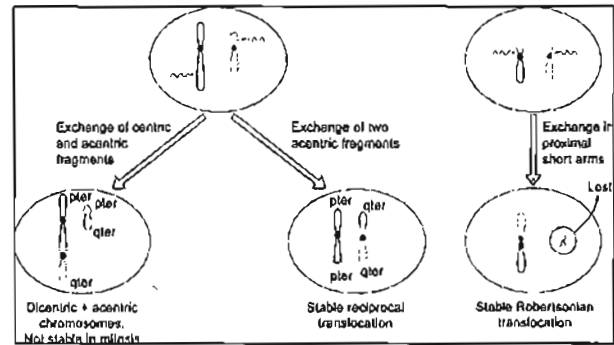 Exchange of centric
and acentric
fragments
Exchange of two
acentric fragments
Exchange in
proximal
short arms
Lost
pter
pter
qter
qter
pter
qter
pter
qter
Dicentric + acentric
chromosomes.
Not stable in mitosis
Stable reciprocal
translocation
Stable Robertsonian
translocation